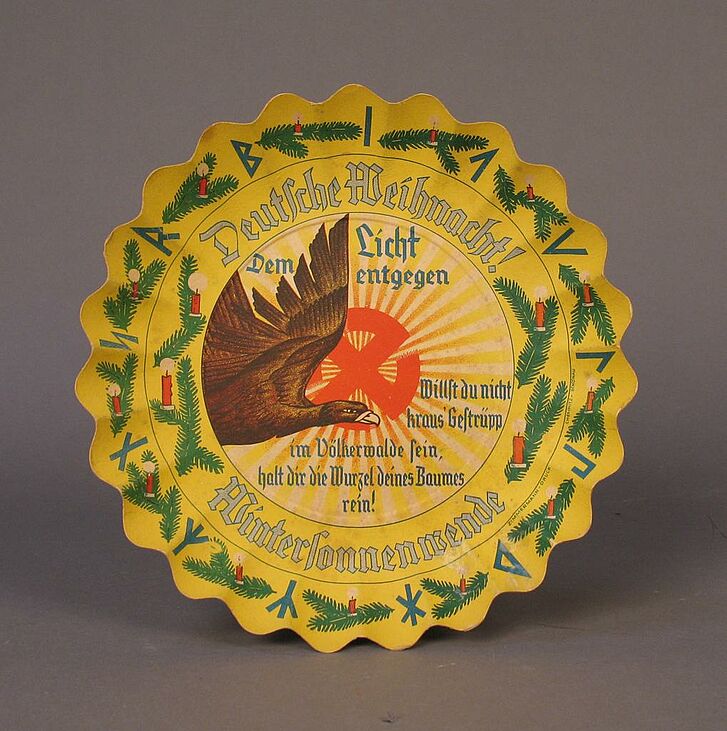 Deutsche Weihnacht!
Dem Licht
entgegen
Willst du nicht
kraus' Gestrüpp
im Völkerwalde sein,
halt dir die Wurzel deines Baumes
rein!
Wintersonnenwende